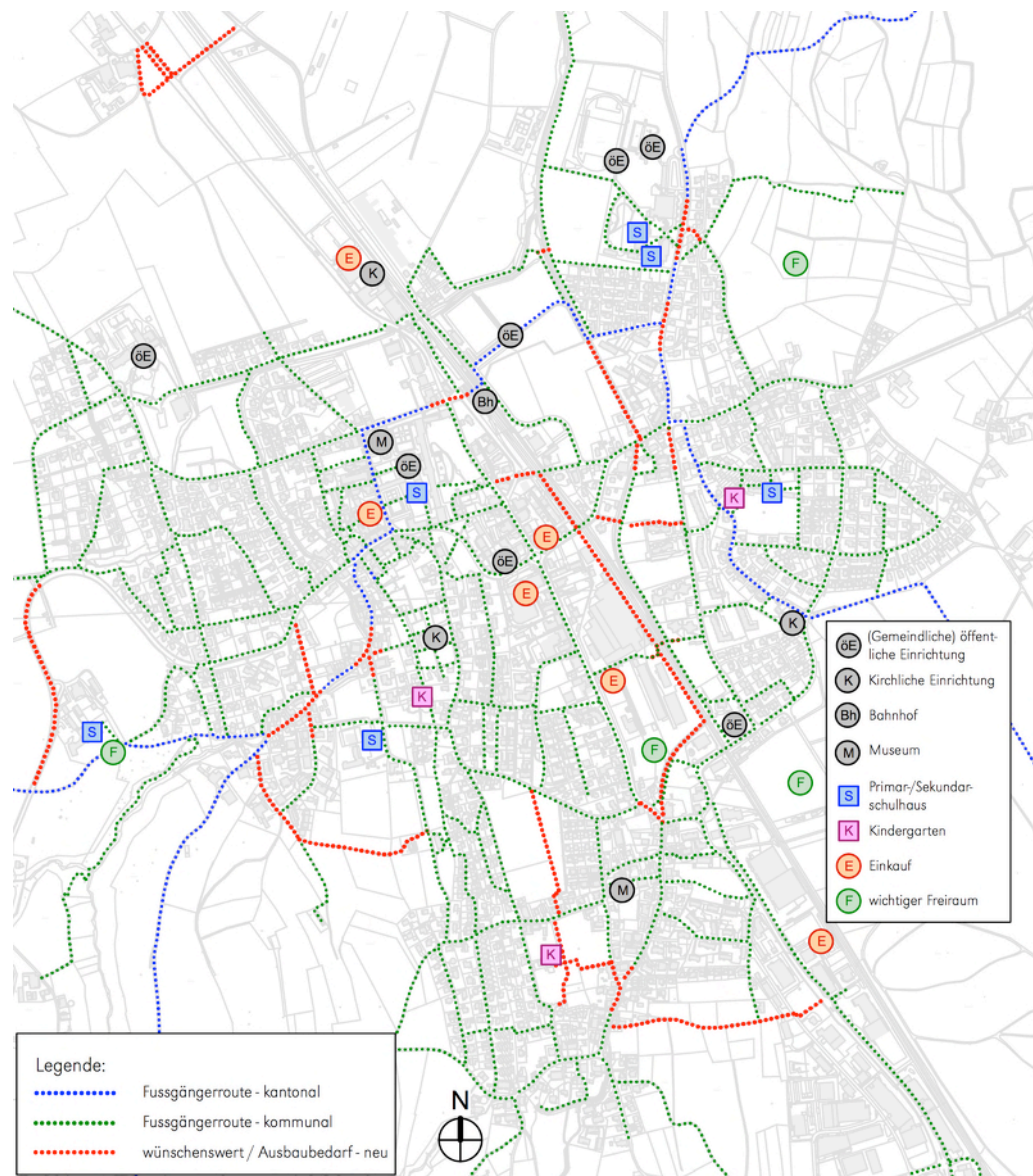 öE
öE
S
S
E
K
F
öE
öE
Bh
M
öE
S
E
K
S
E
öE
E
K
K
E
K
S
S
F
öE
F
F
M
E
K
öE
(Gemeindliche) öffent-
liche Einrichtung
K
Kirchliche Einrichtung
Bh
Bahnhof
M
Museum
S
Primar-/Sekundar-
schulhaus
K
Kindergarten
E
Einkauf
F
wichtiger Freiraum
Legende:
Fussgängerroute - kantonal
Fussgängerroute - kommunal
wünschenswert / Ausbaubedarf - neu
N